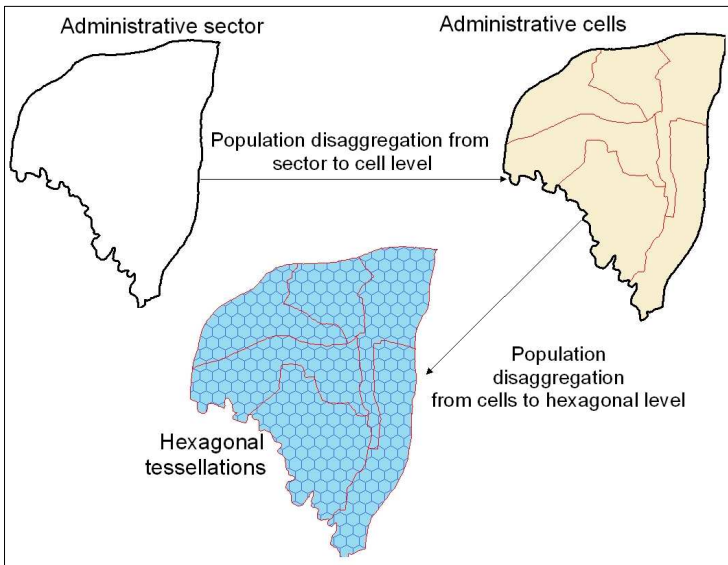 Administrative sector
Administrative cells
Population disaggregation from
sector to cell level
Population
disaggregation
from cells to hexagonal level
Hexagonal
tessellations